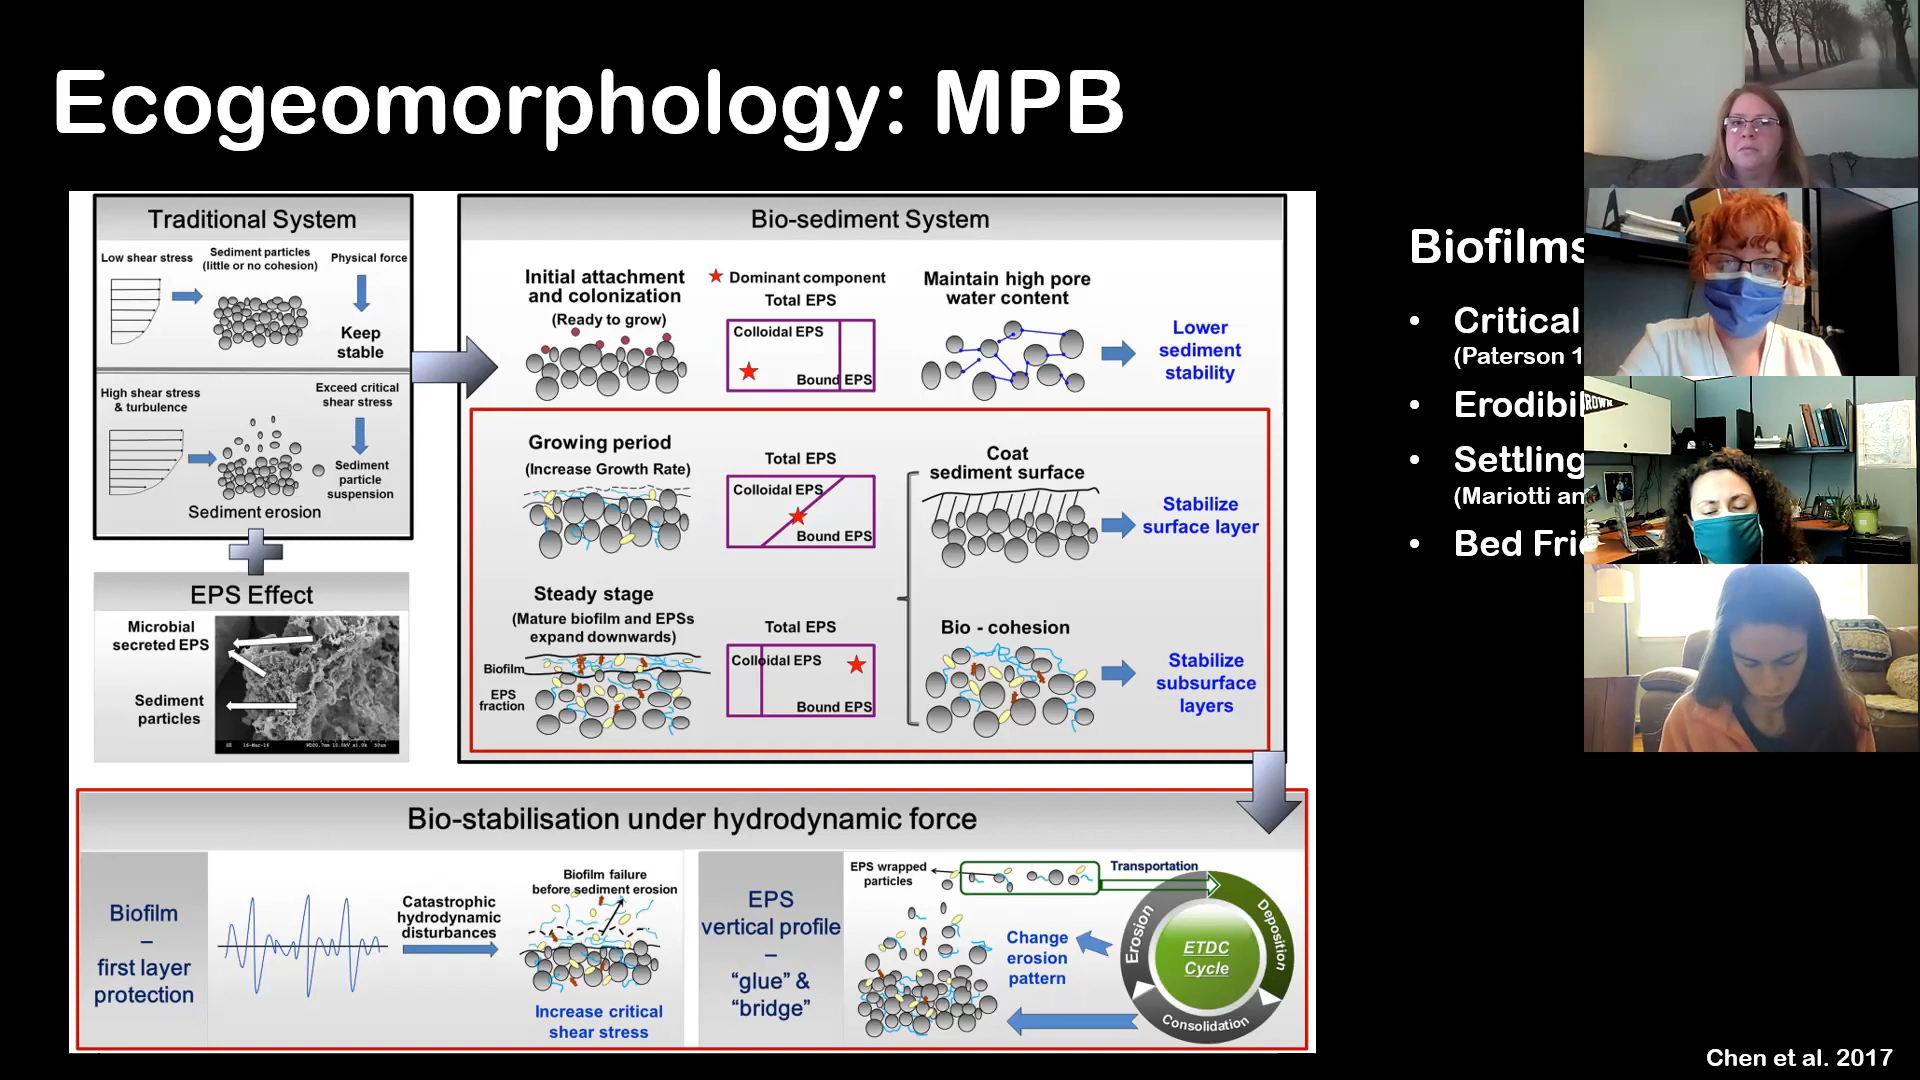 Ecogeomorphology: MPB
Traditional System
Low shear stress
Sediment particles
(little or no cohesion)
Physical force
Keep
stable
High shear stress
& turbulence
Exceed critical
shear stress
Sediment
particle
suspension
Sediment erosion
EPS Effect
Microbial
secreted EPS
Sediment
particles
Bio-sediment System
Initial attachment
and colonization
(Ready to grow)
Dominant component
Total EPS
Colloidal EPS
Bound EPS
Maintain high pore
water content
Lower
sediment
stability
Growing period
(Increase Growth Rate)
Total EPS
Colloidal EPS
Bound EPS
Coat
sediment surface
Stabilize
surface layer
Steady stage
(Mature biofilm and EPSs
expand downwards)
Biofilm
EPS
fraction
Total EPS
Colloidal EPS
Bound EPS
Bio - cohesion
Stabilize
subsurface
layers
Bio-stabilisation under hydrodynamic force
Biofilm
–
first layer
protection
Catastrophic
hydrodynamic
disturbances
Biofilm failure
before sediment erosion
Increase critical
shear stress
EPS
vertical profile
–
“glue” &
“bridge”
EPS wrapped
particles
Transportation
Change
erosion
pattern
Erosion
Deposition
Consolidation
ETDC
Cycle
Biofilms
• Critical
(Paterson 1
• Erodibil
• Settling
(Mariotti an
• Bed Fri
Chen et al. 2017